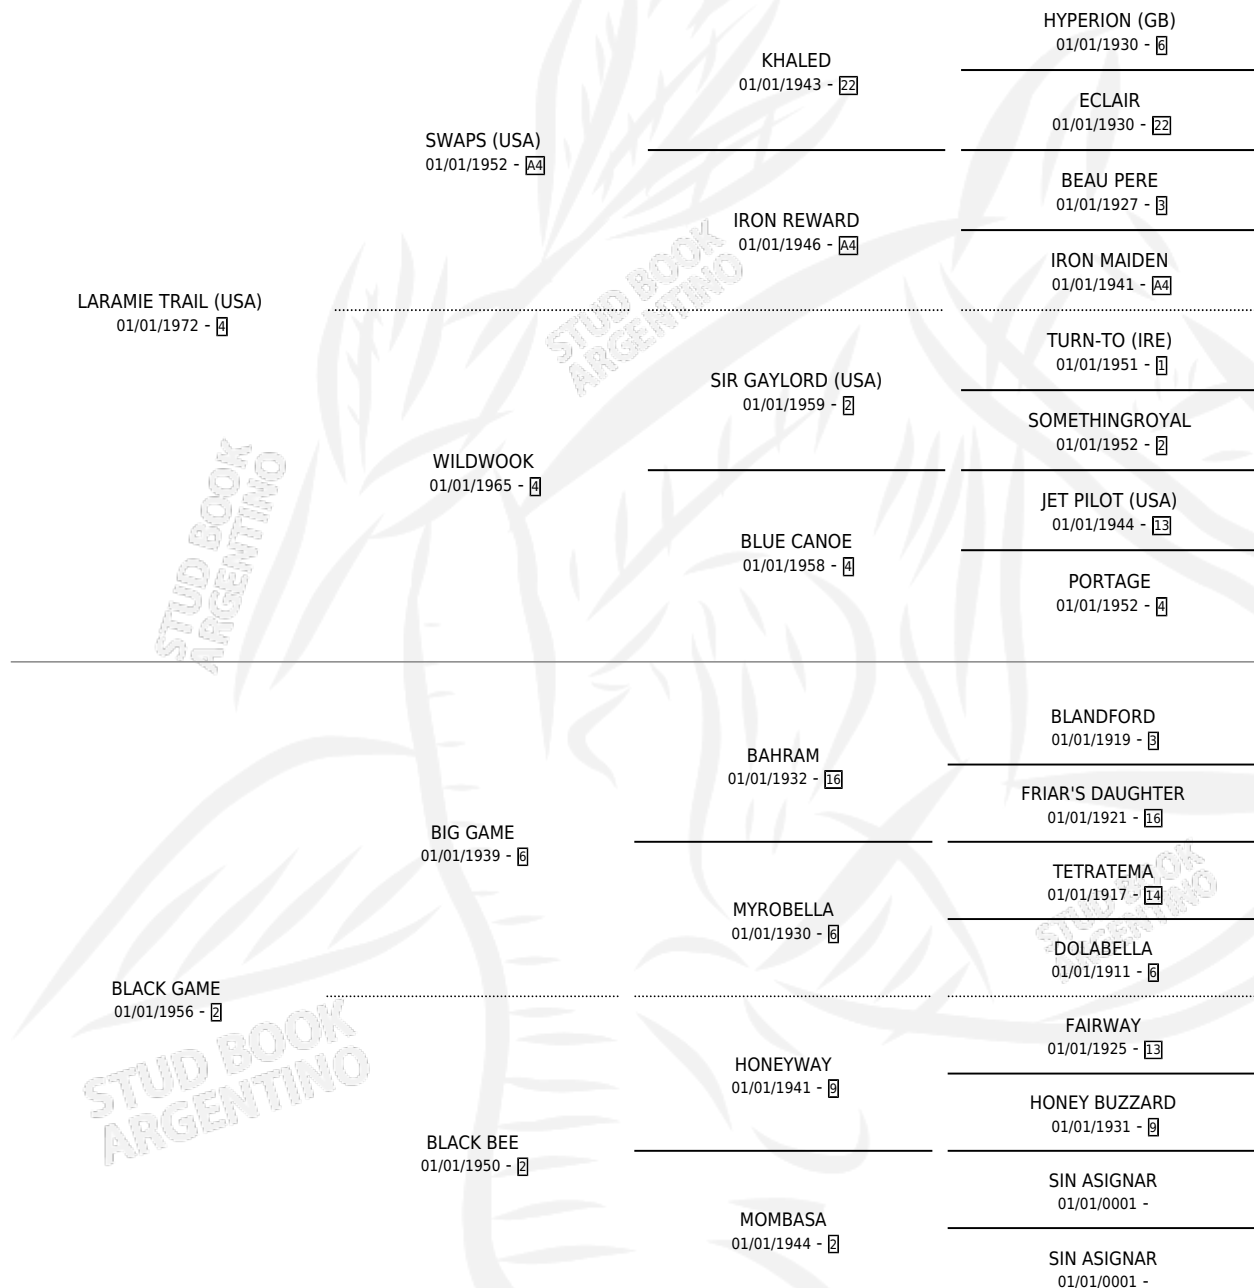 HYPERION (GB)
01/01/1930 - 6
KHALED
01/01/1943 - 22
ECLAIR
01/01/1930 - 22
SWAPS (USA)
01/01/1952 - A4
BEAU PERE
01/01/1927 - 3
IRON REWARD
01/01/1946 - A4
IRON MAIDEN
01/01/1941 - A4
LARAMIE TRAIL (USA)
01/01/1972 - 4
TURN-TO (IRE)
01/01/1951 - 1
SIR GAYLORD (USA)
01/01/1959 - 2
SOMETHINGROYAL
01/01/1952 - 2
WILDWOOK
01/01/1965 - 4
JET PILOT (USA)
01/01/1944 - 13
BLUE CANOE
01/01/1958 - 4
PORTAGE
01/01/1952 - 4
BLANDFORD
01/01/1919 - 3
BAHRAM
01/01/1932 - 16
FRIAR'S DAUGHTER
01/01/1921 - 16
BIG GAME
01/01/1939 - 6
TETRATEMA
01/01/1917 - 14
MYROBELLA
01/01/1930 - 6
DOLABELLA
01/01/1911 - 6
BLACK GAME
01/01/1956 - 2
FAIRWAY
01/01/1925 - 13
HONEYWAY
01/01/1941 - 9
HONEY BUZZARD
01/01/1931 - 9
BLACK BEE
01/01/1950 - 2
SIN ASIGNAR
01/01/0001 -
MOMBASA
01/01/1944 - 2
SIN ASIGNAR
01/01/0001 -
STUD BOOK
ARGENTINO
STUD BOOK
ARGENTINO
STUD BOOK
ARGENTINO
STUD BOOK
ARGENTINO